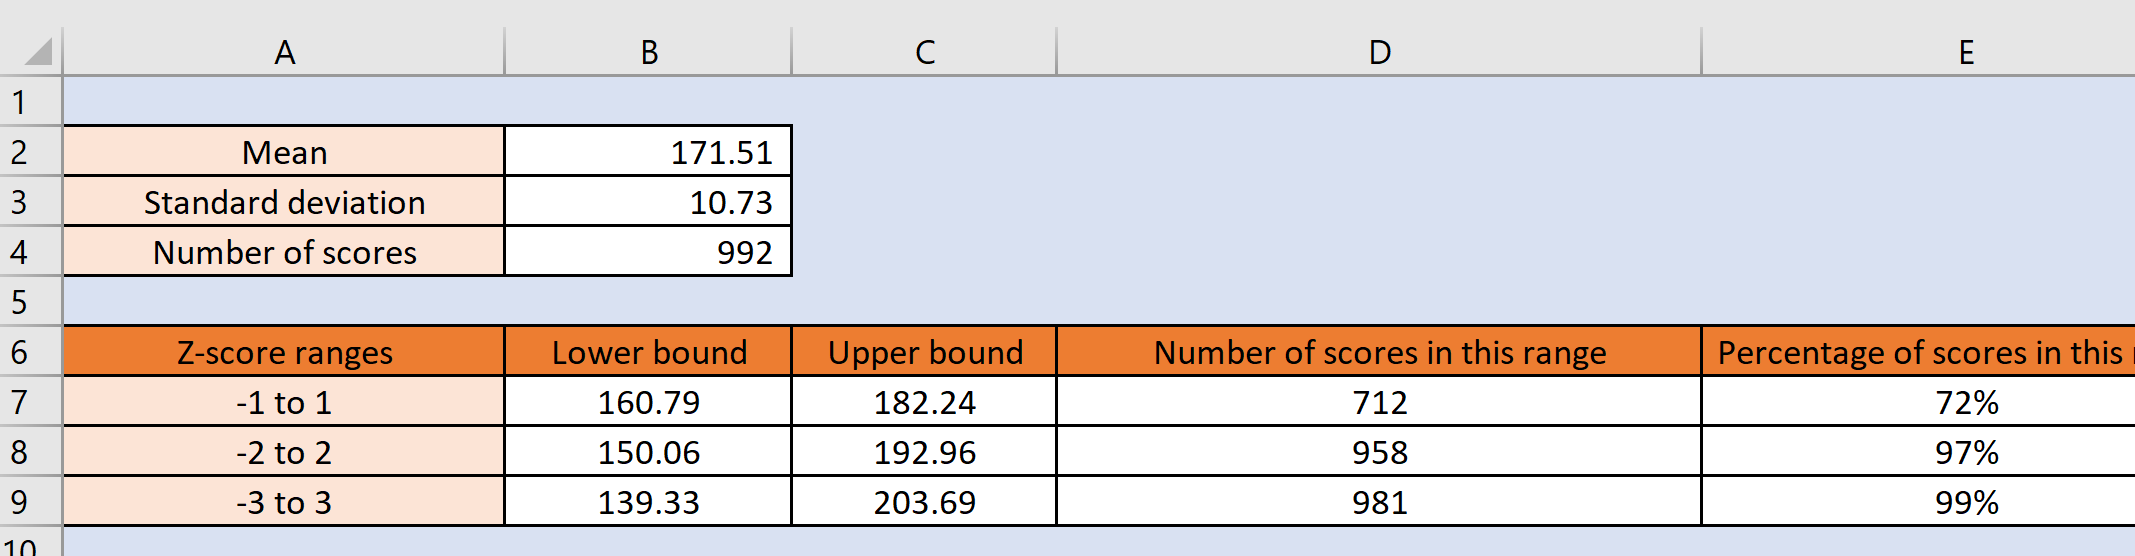 A B C D E
1
2 Mean 171.51
3 Standard deviation 10.73
4 Number of scores 992
5
6 Z-score ranges Lower bound Upper bound Number of scores in this range Percentage of scores in this
7 -1 to 1 160.79 182.24 712 72%
8 -2 to 2 150.06 192.96 958 97%
9 -3 to 3 139.33 203.69 981 99%
10